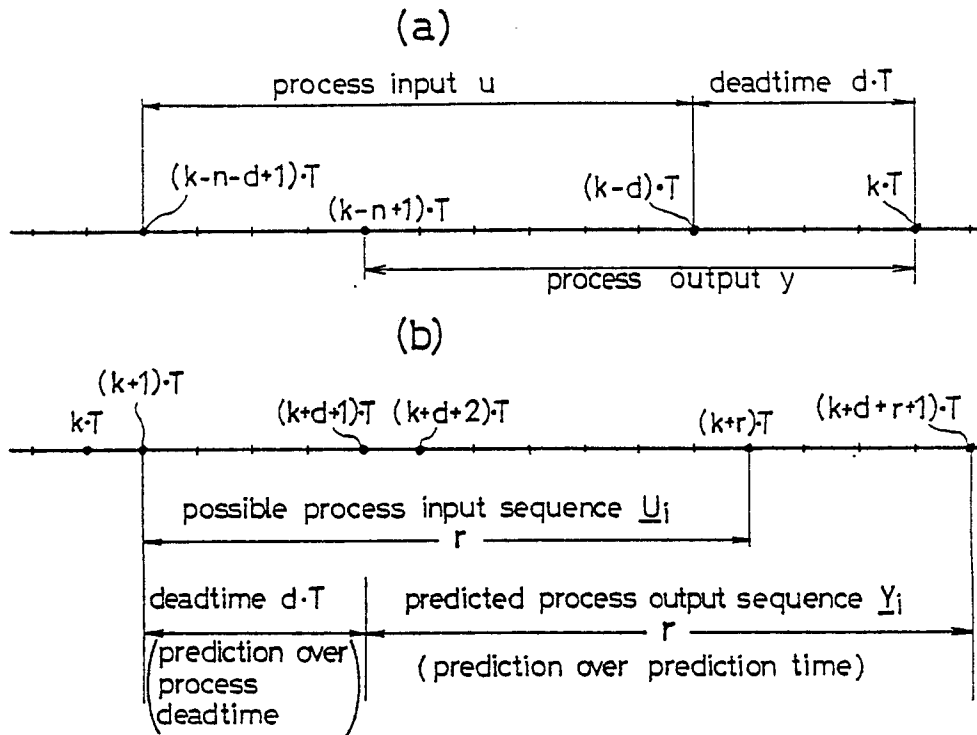 (a)
process input u
deadtime d·T
(k-n-d+1)·T
(k-n+1)·T
(k-d)·T
k·T
process output y
(b)
k·T
(k+1)·T
(k+d+1)·T
(k+d+2)·T
(k+r)·T
(k+d+r+1)·T
possible process input sequence U_i
r
deadtime d·T
predicted process output sequence Y_i
r
(prediction over
process
deadtime)
(prediction over prediction time)